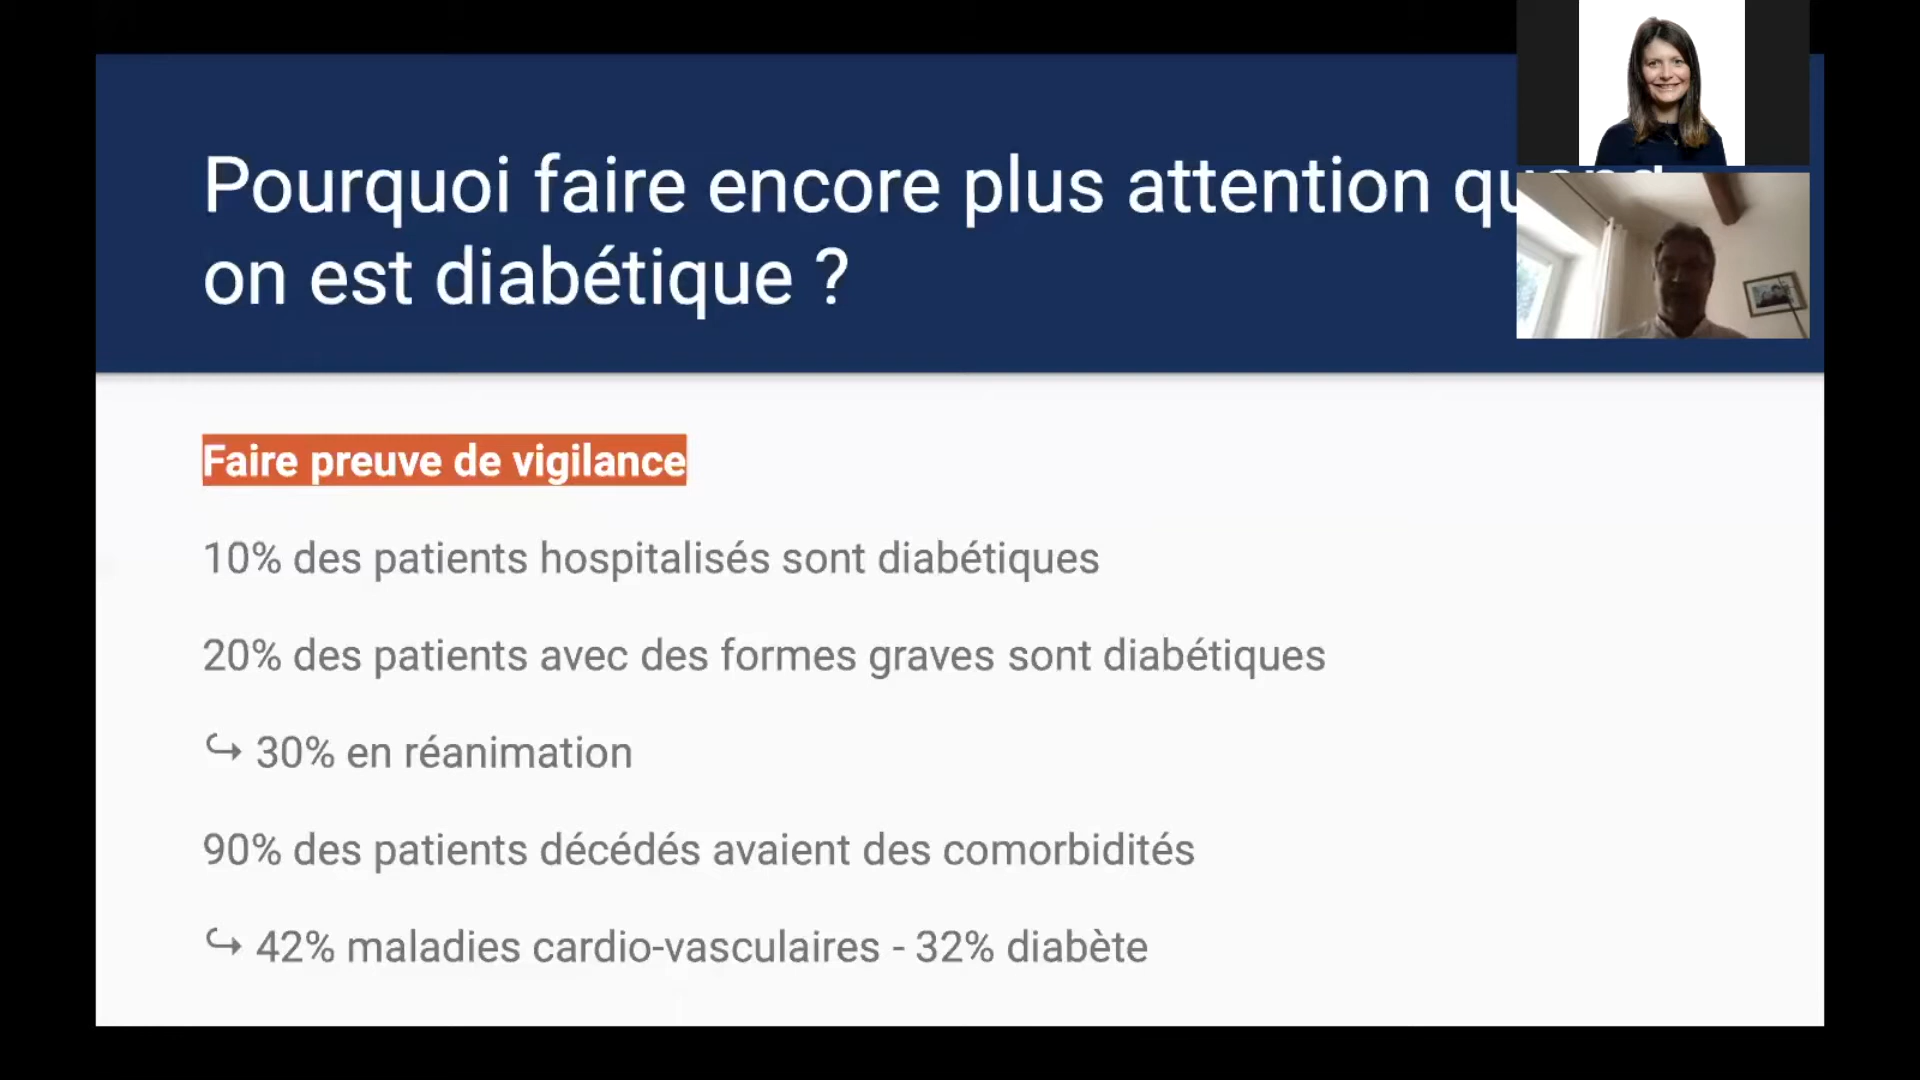 Pourquoi faire encore plus attention
on est diabétique ?
Faire preuve de vigilance
10% des patients hospitalisés sont diabétiques
20% des patients avec des formes graves sont diabétiques
↪ 30% en réanimation
90% des patients décédés avaient des comorbidités
↪ 42% maladies cardio-vasculaires - 32% diabète